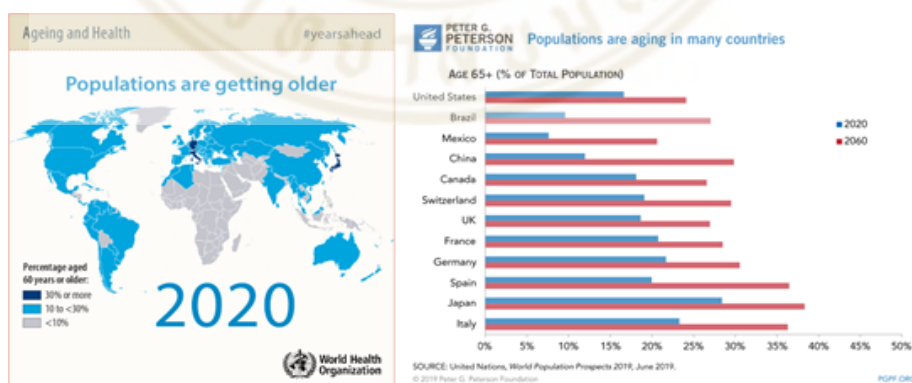 Ageing and Health
#yearsahead
Populations are getting older
Percentage aged
60 years or older:
30% or more
10 to <30%
<10%
2020
World Health
Organization
PETER G.
PETERSON
FOUNDATION
Populations are aging in many countries
AGE 65+ (% OF TOTAL POPULATION)
United States
Brazil
Mexico
China
Canada
Switzerland
UK
France
Germany
Spain
Japan
Italy
2020
2060
0% 5% 10% 15% 20% 25% 30% 35% 40% 45% 50%
SOURCE: United Nations, World Population Prospects 2019, June 2019.
© 2019 Peter G. Peterson Foundation
PGPF.ORG